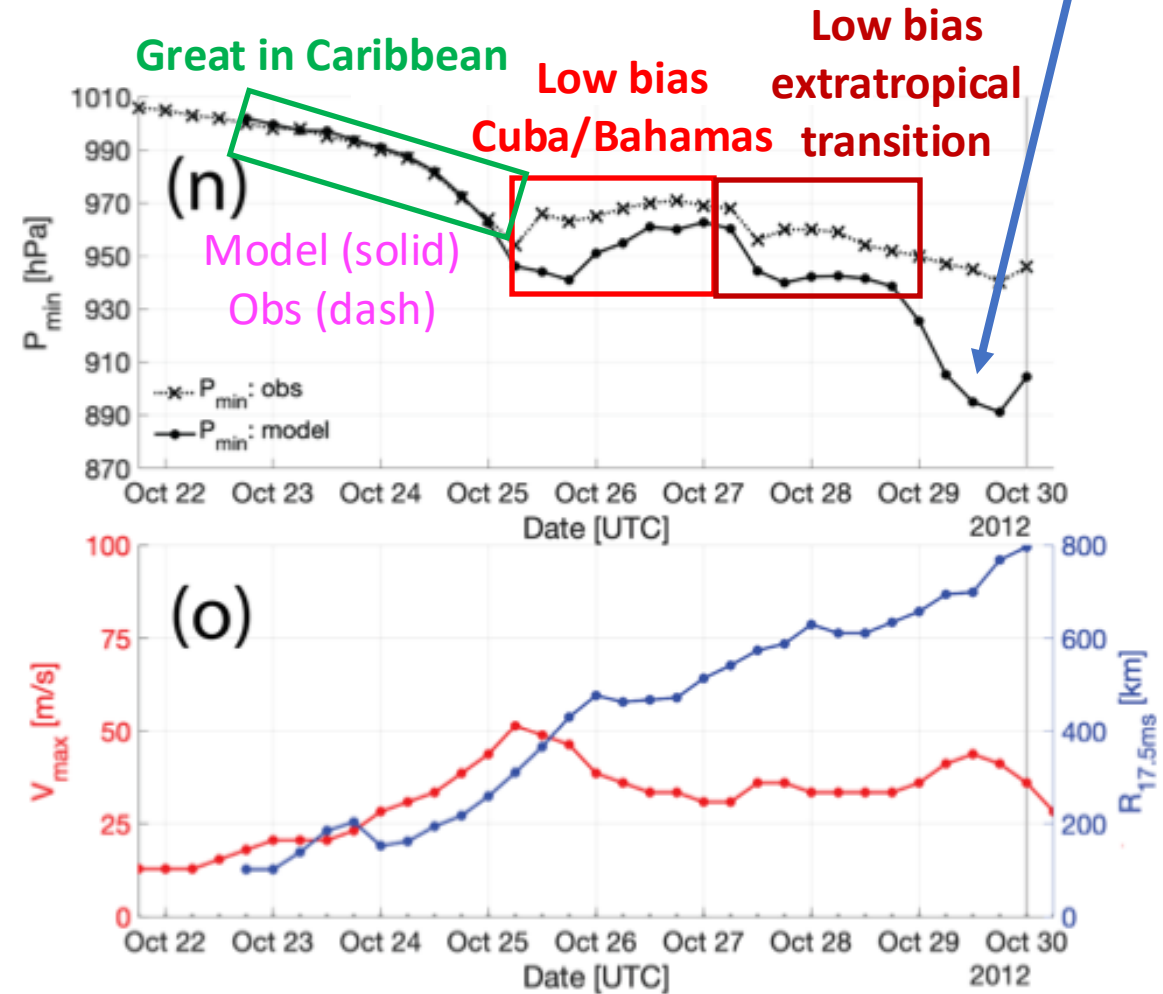 Great in Caribbean
Low bias
Cuba/Bahamas
Low bias
extratropical
transition
(n)
Model (solid)
Obs (dash)
P_min [hPa]
1010
990
970
950
930
910
890
870
P_min: obs
P_min: model
Oct 22 Oct 23 Oct 24 Oct 25 Oct 26 Oct 27 Oct 28 Oct 29 Oct 30
Date [UTC]
2012
(o)
V_max [m/s]
100
75
50
25
0
R_17.5ms [km]
800
600
400
200
0
Oct 22 Oct 23 Oct 24 Oct 25 Oct 26 Oct 27 Oct 28 Oct 29 Oct 30
Date [UTC]
2012